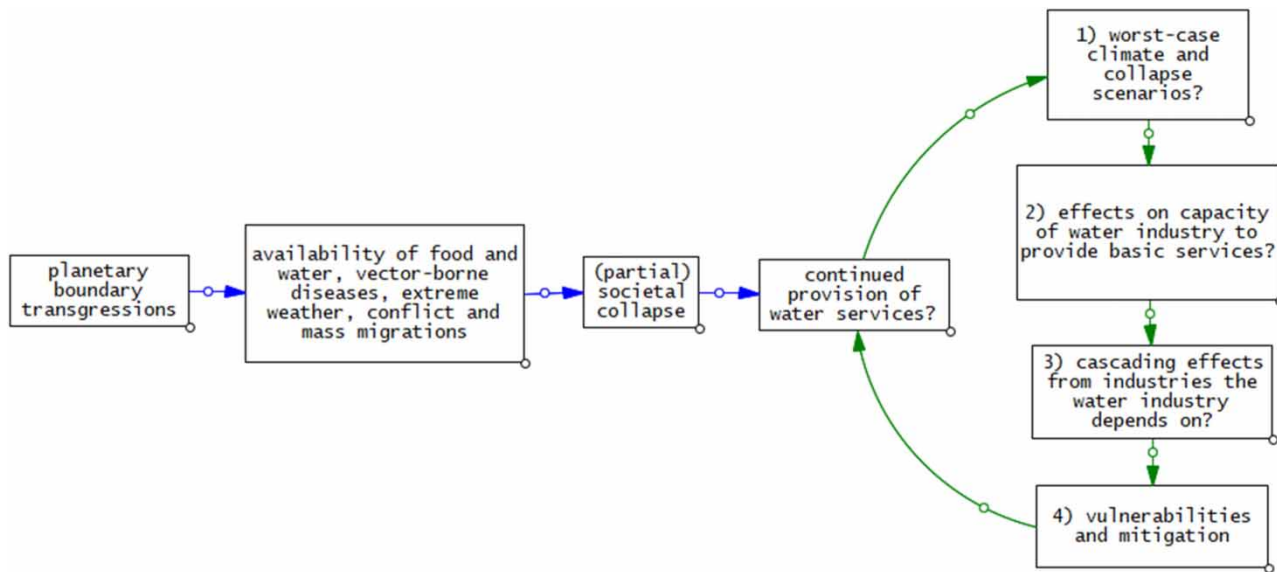 planetary
boundary
transgressions
availability of food and
water, vector-borne
diseases, extreme
weather, conflict and
mass migrations
(partial)
societal
collapse
continued
provision of
water services?
1) worst-case
climate and
collapse
scenarios?
2) effects on capacity
of water industry to
provide basic services?
3) cascading effects
from industries the
water industry
depends on?
4) vulnerabilities
and mitigation